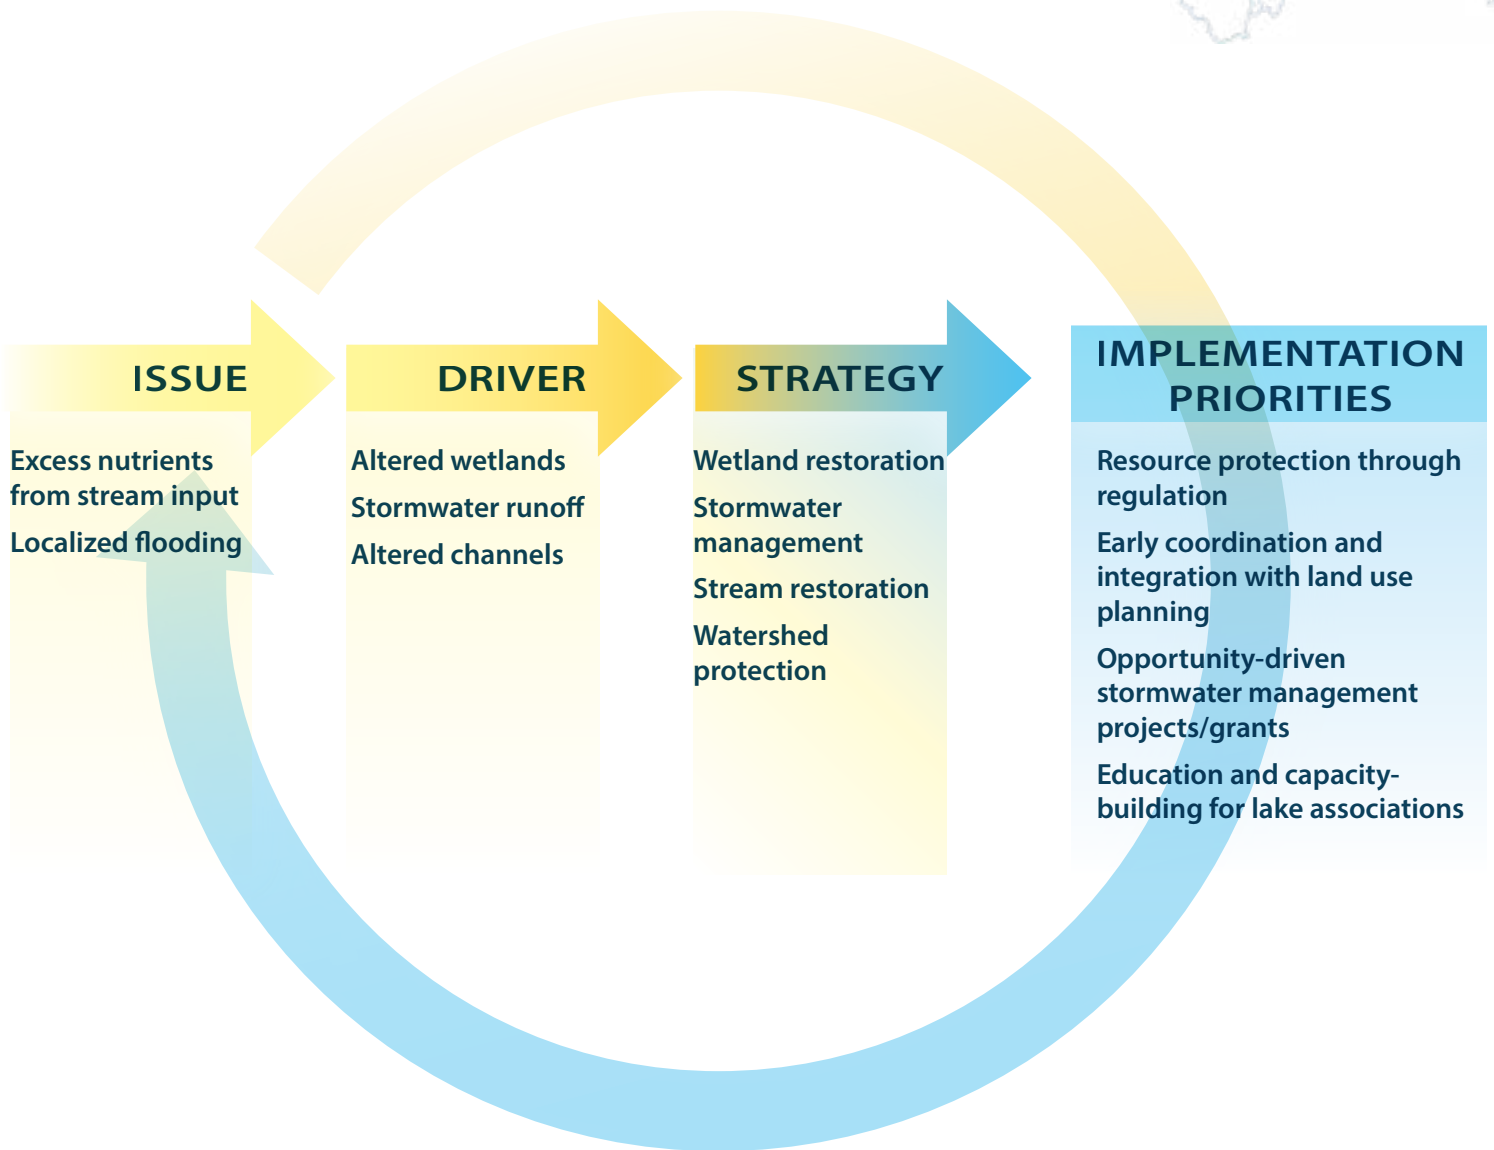 ISSUE
Excess nutrients
from stream input
Localized flooding
DRIVER
Altered wetlands
Stormwater runoff
Altered channels
STRATEGY
Wetland restoration
Stormwater
management
Stream restoration
Watershed
protection
IMPLEMENTATION
PRIORITIES
Resource protection through
regulation
Early coordination and
integration with land use
planning
Opportunity-driven
stormwater management
projects/grants
Education and capacity-
building for lake associations